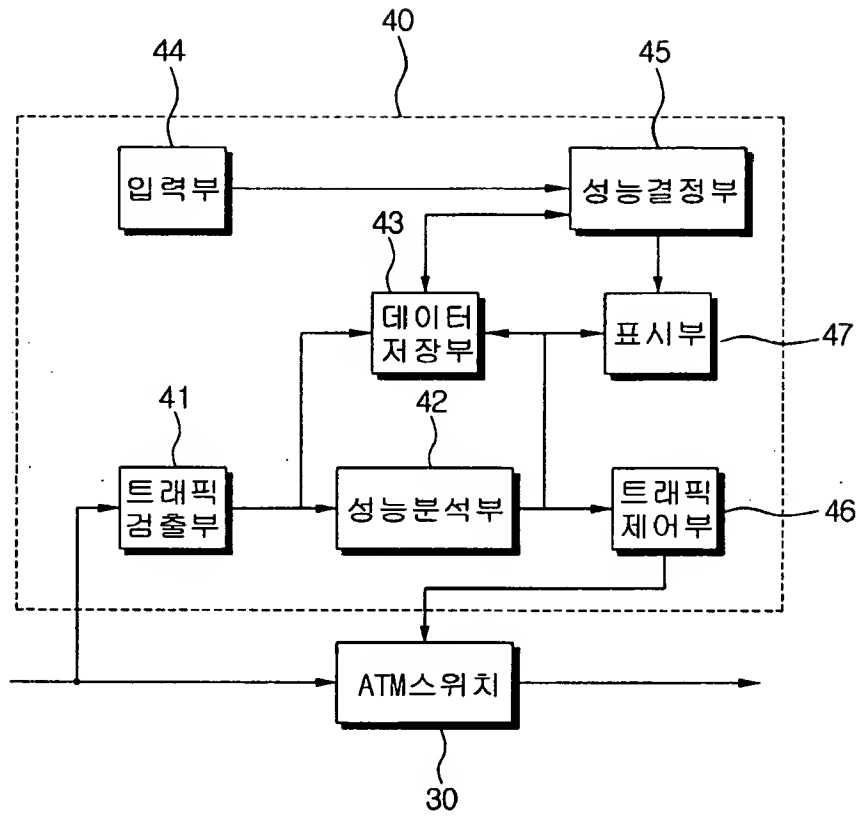 40
44
45
입력부
성능결정부
43
데이터
저장부
표시부
47
41
42
트래픽
검출부
성능분석부
트래픽
제어부
46
ATM스위치
30